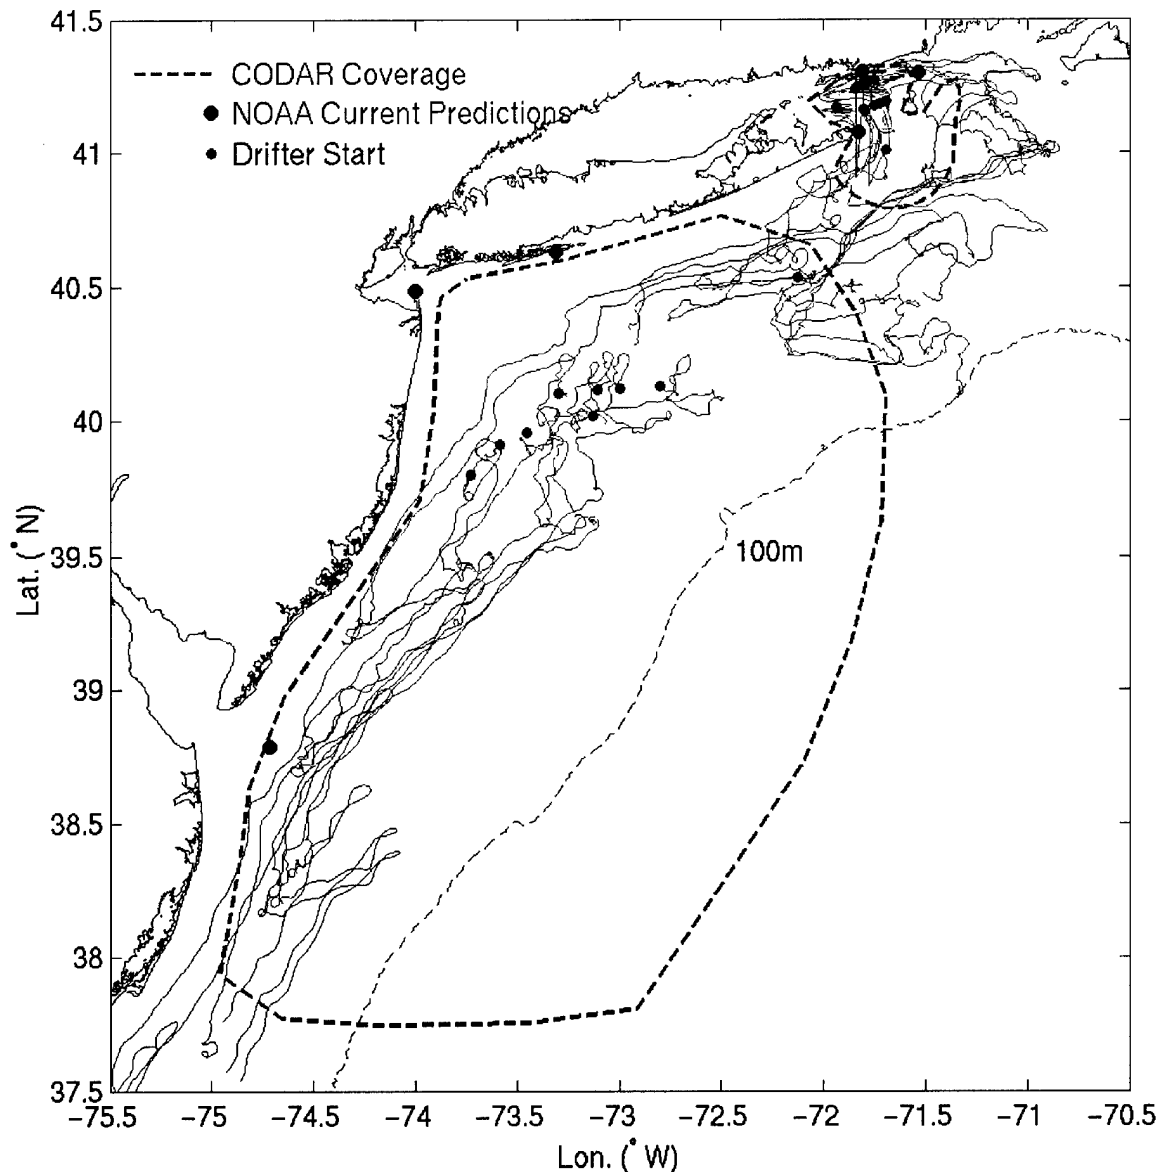 41.5
41
40.5
40
39.5
39
38.5
38
37.5
Lat. (° N)
CODAR Coverage
NOAA Current Predictions
Drifter Start
100m
−75.5 −75 −74.5 −74 −73.5 −73 −72.5 −72 −71.5 −71 −70.5
Lon. (° W)